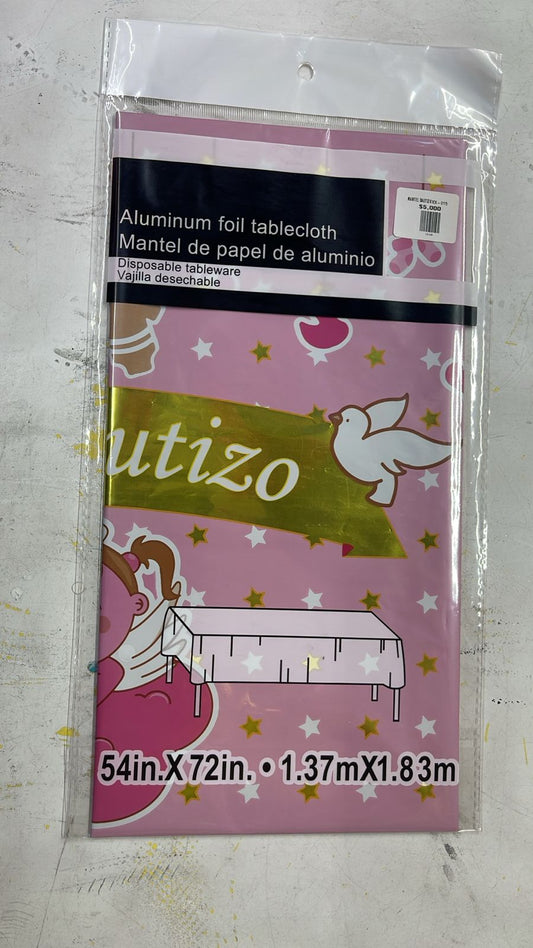 $5.000
Aluminum foil tablecloth
Mantel de papel de aluminio
Disposable tableware
Vajilla desechable
utizo
54in.X72in. • 1.37mX1.83m